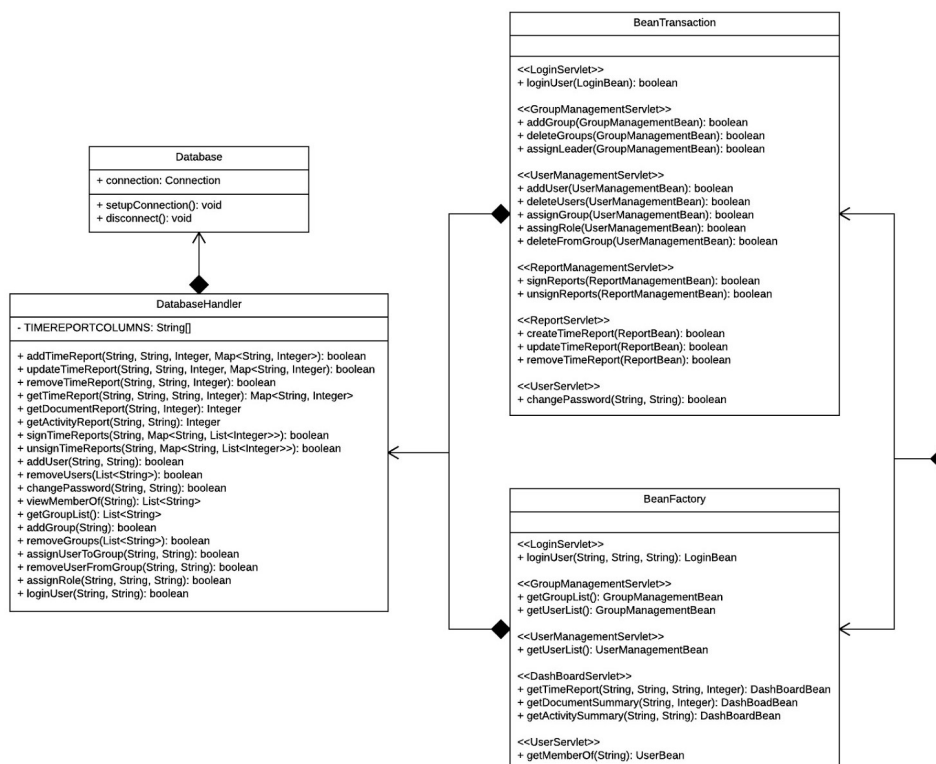 Database
+ connection: Connection
+ setupConnection(): void
+ disconnect(): void
DatabaseHandler
- TIMEREPORTCOLUMNS: String[]
+ addTimeReport(String, String, Integer, Map<String, Integer>): boolean
+ updateTimeReport(String, String, Integer, Map<String, Integer): boolean
+ removeTimeReport(String, String, Integer): boolean
+ getTimeReport(String, String, String, Integer): Map<String, Integer>
+ getDocumentReport(String, Integer): Integer
+ getActivityReport(String, String): Integer
+ signTimeReports(String, Map<String, List<Integer>>): boolean
+ unsignTimeReports(String, Map<String, List<Integer>>): boolean
+ addUser(String, String): boolean
+ removeUsers(List<String>): boolean
+ changePassword(String, String): boolean
+ viewMemberOf(String): List<String>
+ getGroupList(): List<String>
+ addGroup(String): boolean
+ removeGroups(List<String>): boolean
+ assignUserToGroup(String, String): boolean
+ removeUserFromGroup(String, String): boolean
+ assignRole(String, String, String): boolean
+ loginUser(String, String): boolean
BeanTransaction
<<LoginServlet>>
+ loginUser(LoginBean): boolean
<<GroupManagementServlet>>
+ addGroup(GroupManagementBean): boolean
+ deleteGroups(GroupManagementBean): boolean
+ assignLeader(GroupManagementBean): boolean
<<UserManagementServlet>>
+ addUser(UserManagementBean): boolean
+ deleteUsers(UserManagementBean): boolean
+ assignGroup(UserManagementBean): boolean
+ assingRole(UserManagementBean): boolean
+ deleteFromGroup(UserManagementBean): boolean
<<ReportManagementServlet>>
+ signReports(ReportManagementBean): boolean
+ unsignReports(ReportManagementBean): boolean
<<ReportServlet>>
+ createTimeReport(ReportBean): boolean
+ updateTimeReport(ReportBean): boolean
+ removeTimeReport(ReportBean): boolean
<<UserServlet>>
+ changePassword(String, String): boolean
BeanFactory
<<LoginServlet>>
+ loginUser(String, String, String): LoginBean
<<GroupManagementServlet>>
+ getGroupList(): GroupManagementBean
+ getUserList(): GroupManagementBean
<<UserManagementServlet>>
+ getUserList(): UserManagementBean
<<DashBoardServlet>>
+ getTimeReport(String, String, String, Integer): DashBoardBean
+ getDocumentSummary(String, Integer): DashBoadBean
+ getActivitySummary(String, String): DashBoardBean
<<UserServlet>>
+ getMemberOf(String): UserBean